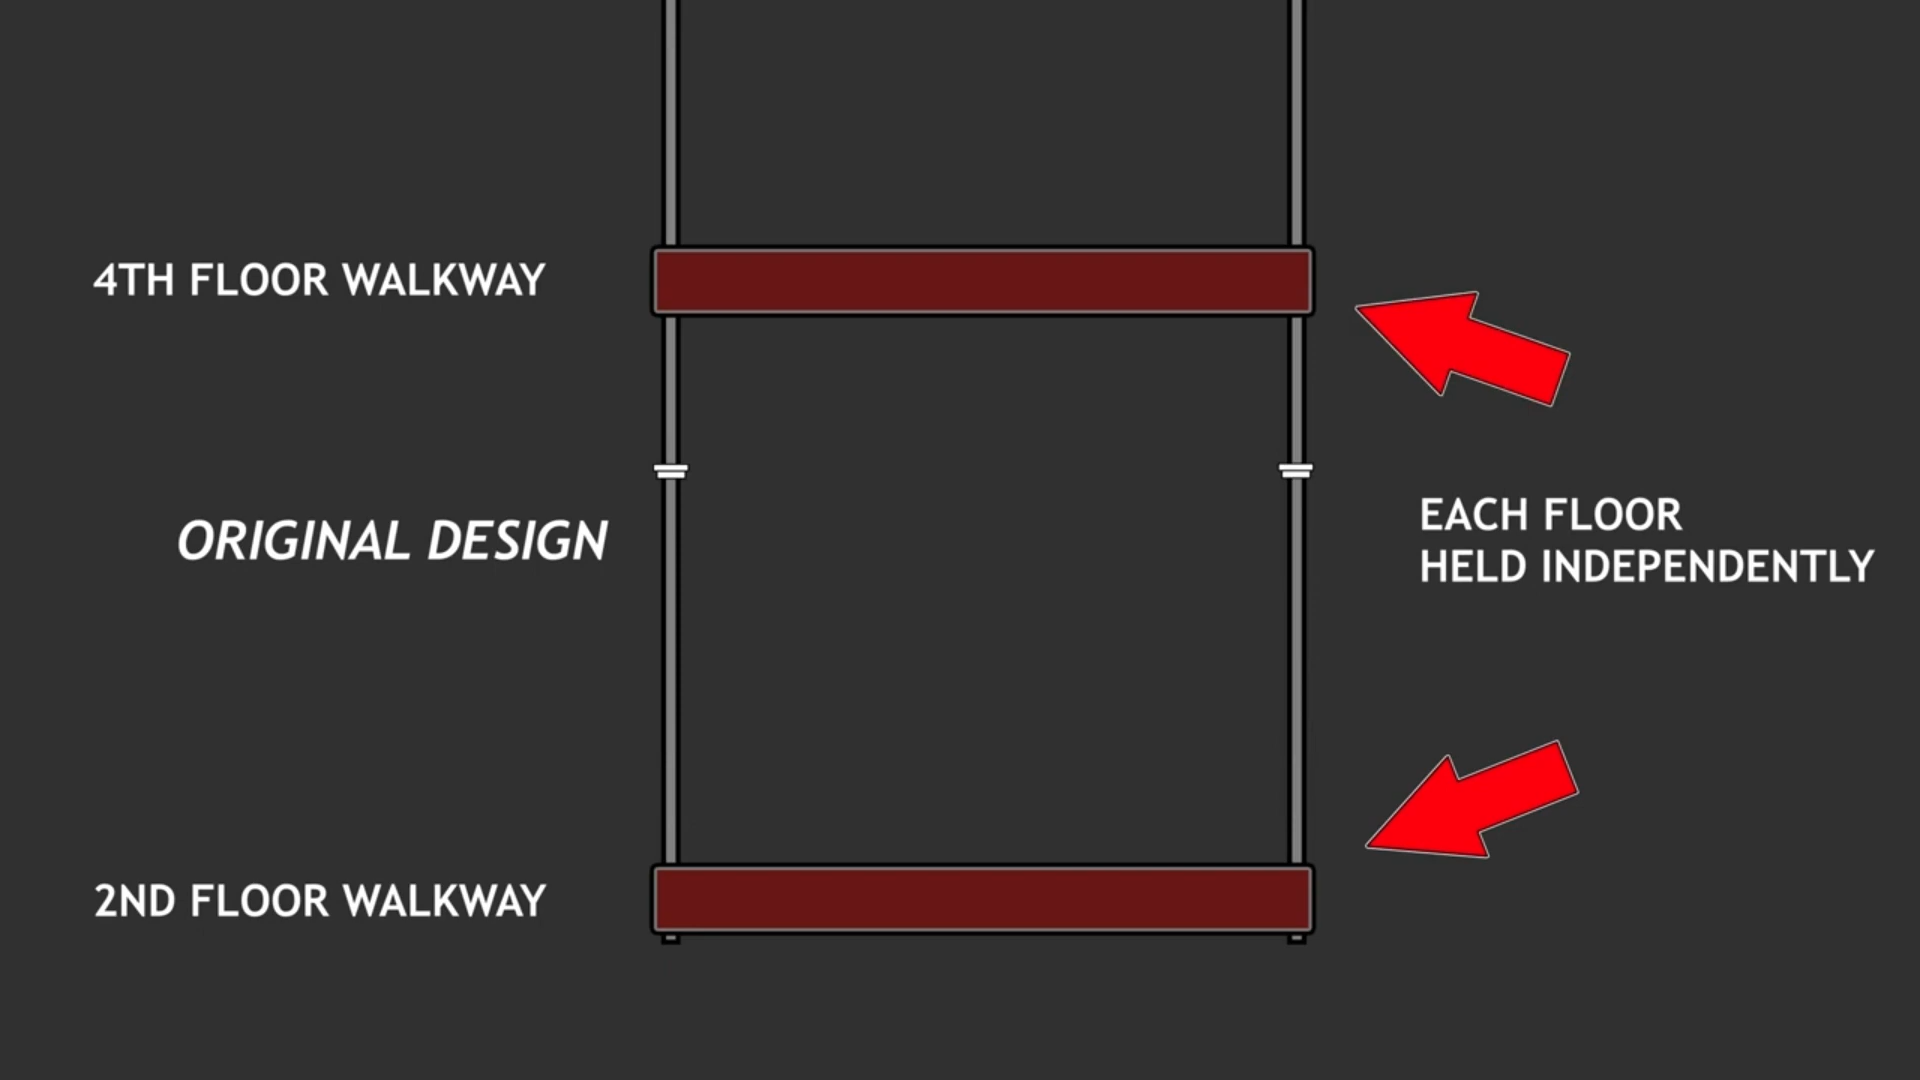 4TH FLOOR WALKWAY
ORIGINAL DESIGN
EACH FLOOR
HELD INDEPENDENTLY
2ND FLOOR WALKWAY